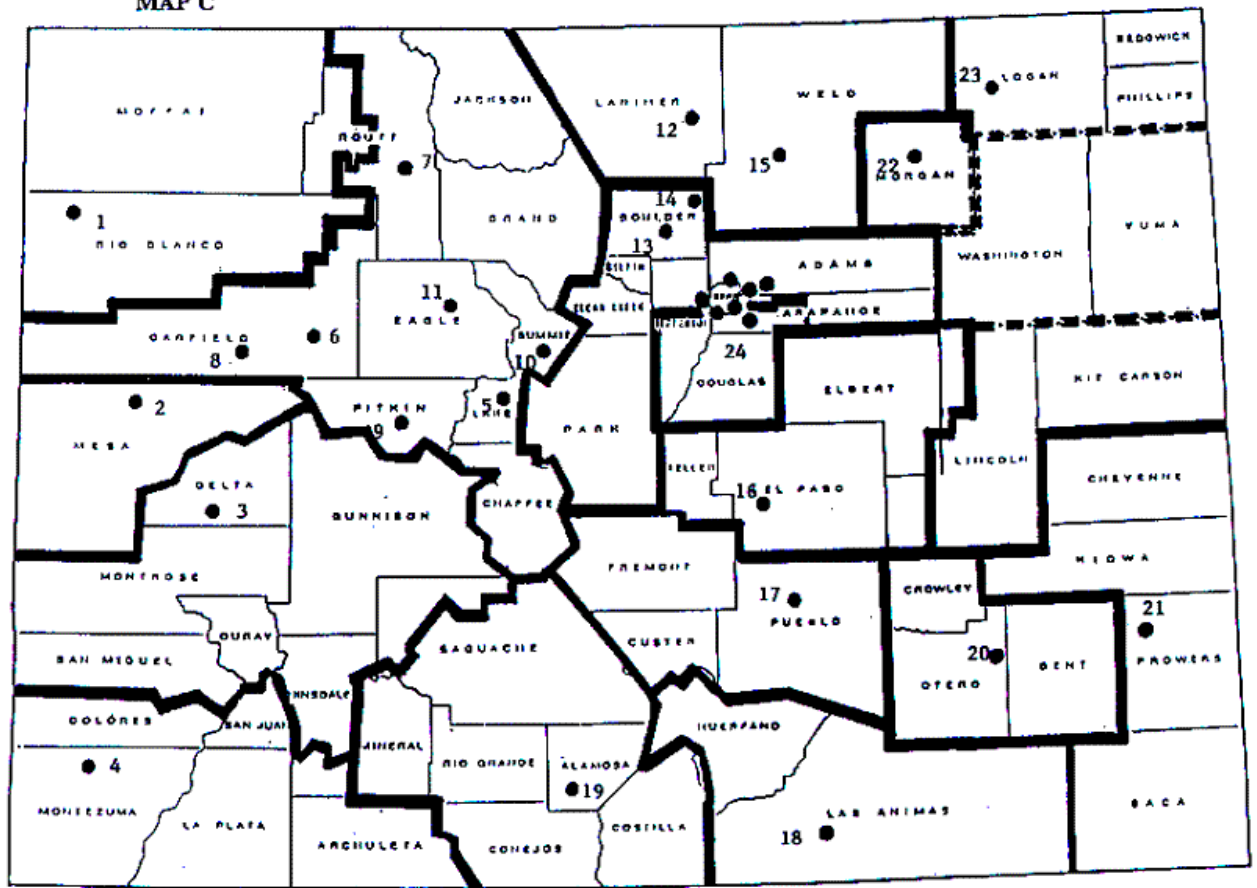 MAP C
SEDGWICK
LOGAN
23
JACKSON
MOFFAT
LARIMER
WELD
PHILLIPS
12
ROUTT
7
15
22
MORGAN
14
1
GRAND
BOULDER
YUMA
RIO BLANCO
13
WASHINGTON
ADAMS
GILPIN
11
EAGLE
CLEAR CREEK
ARAPAHOE
6
GARFIELD
SUMMIT
8
10
24
DOUGLAS
ELBERT
KIT CARSON
2
PITKIN
5
LAKE
9
PARK
MESA
LINCOLN
TELLER
CHEYENNE
DELTA
16
EL PASO
3
CHAFFEE
GUNNISON
KIOWA
FREMONT
MONTROSE
CROWLEY
17
21
PUEBLO
OURAY
CUSTER
SAGUACHE
SAN MIGUEL
20
BENT
PROWERS
OTERO
HINSDALE
DOLORES
SAN JUAN
HUERFANO
MINERAL
RIO GRANDE
ALAMOSA
4
19
BACA
MONTEZUMA
LA PLATA
COSTILLA
LAS ANIMAS
18
ARCHULETA
CONEJOS